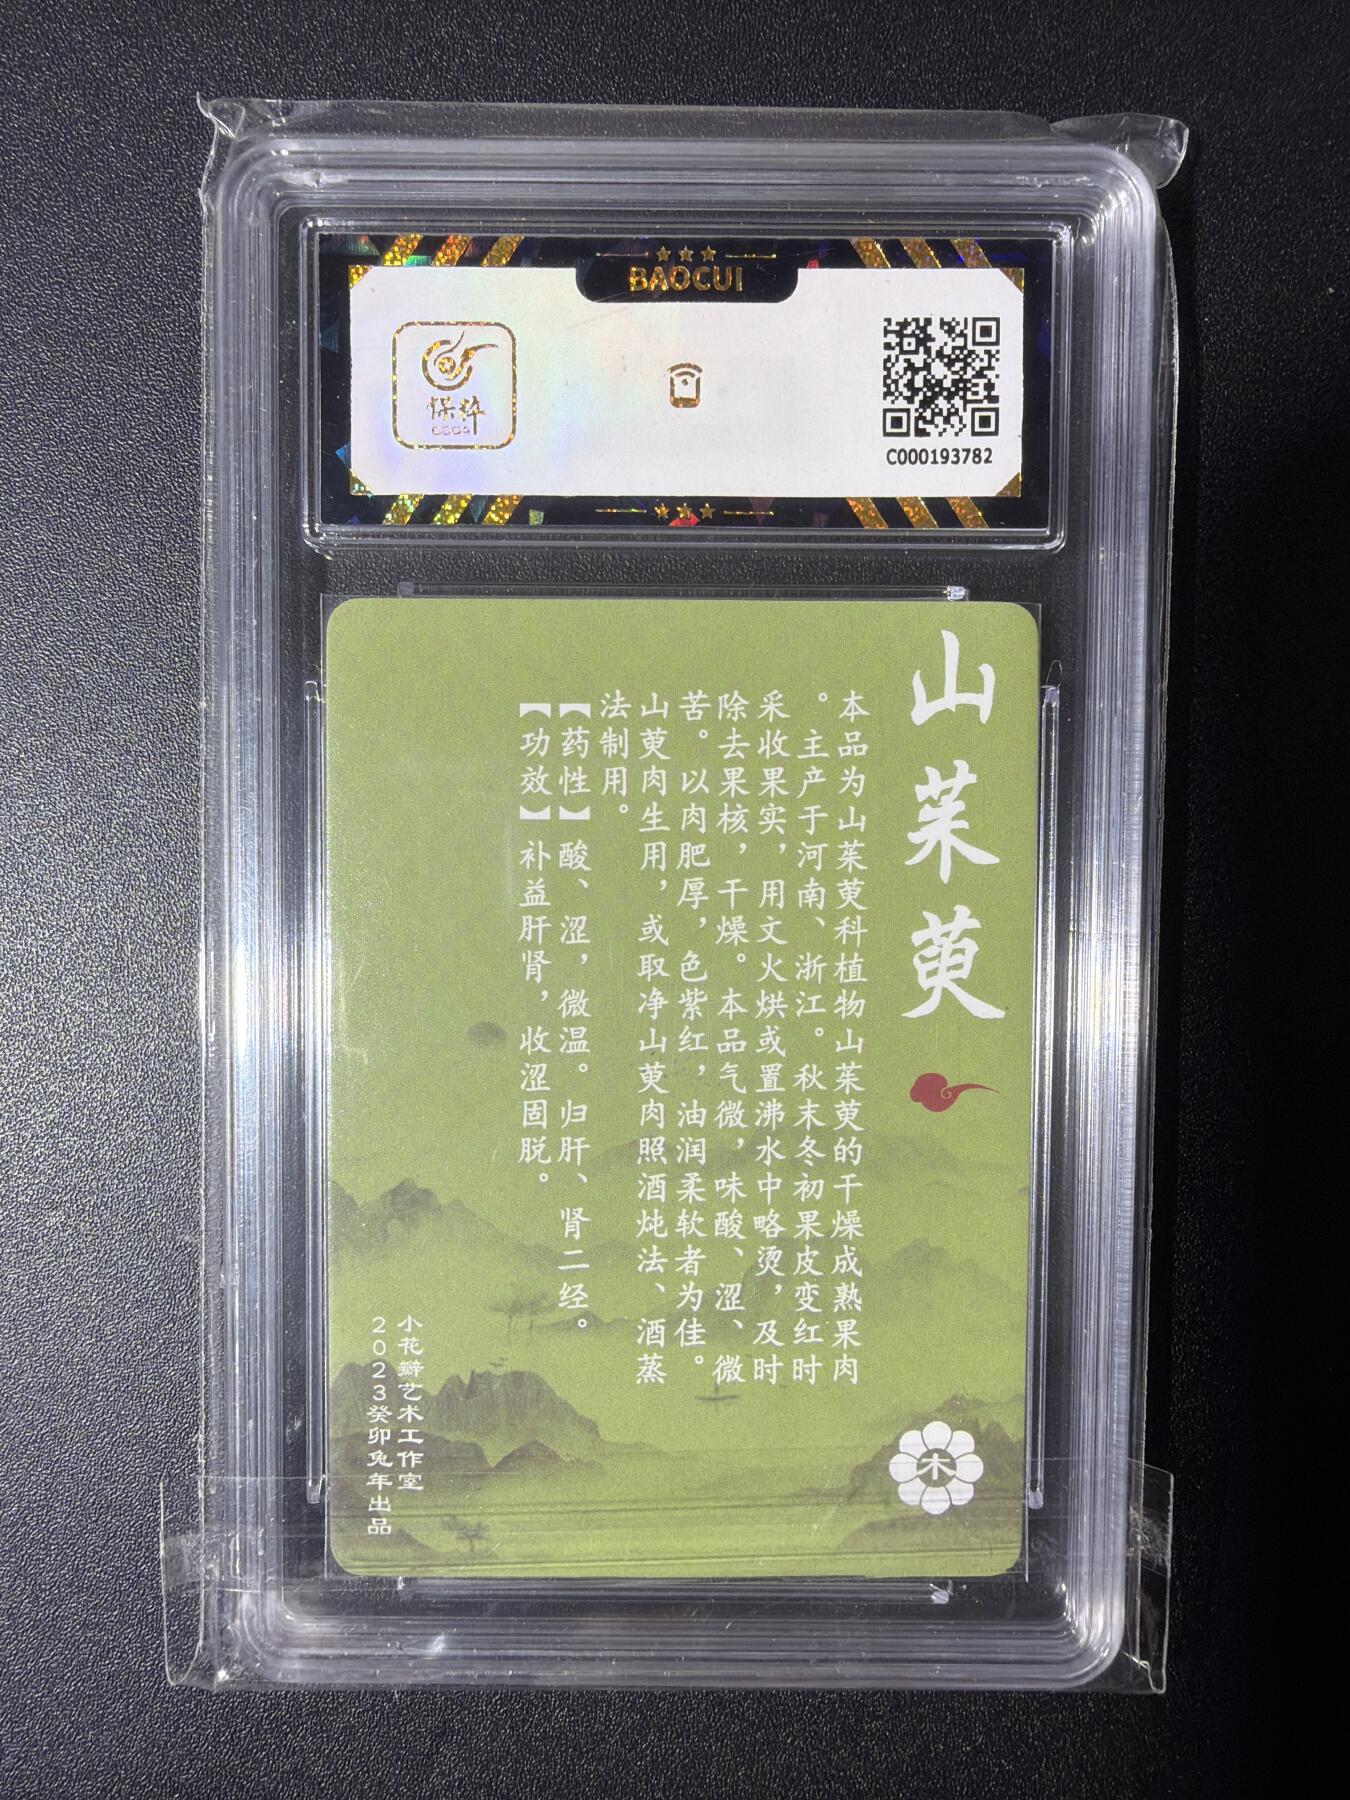 BAOCUI
保粹
C000193782
山茱萸
本品为山茱萸科植物山茱萸的干燥成熟果肉
。主产于河南、浙江。秋末冬初果皮变红时
采收果实，用文火烘或置沸水中略烫，及时
除去果核，干燥。本品气微，味酸、涩、微
苦。以肉肥厚，色紫红，油润柔软者为佳。
山萸肉生用，或取净山萸肉照酒炖法、酒蒸
法制用。
【药性】酸、涩，微温。归肝、肾二经。
【功效】补益肝肾，收涩固脱。
木
小花瓣艺术工作室
2023癸卯兔年出品